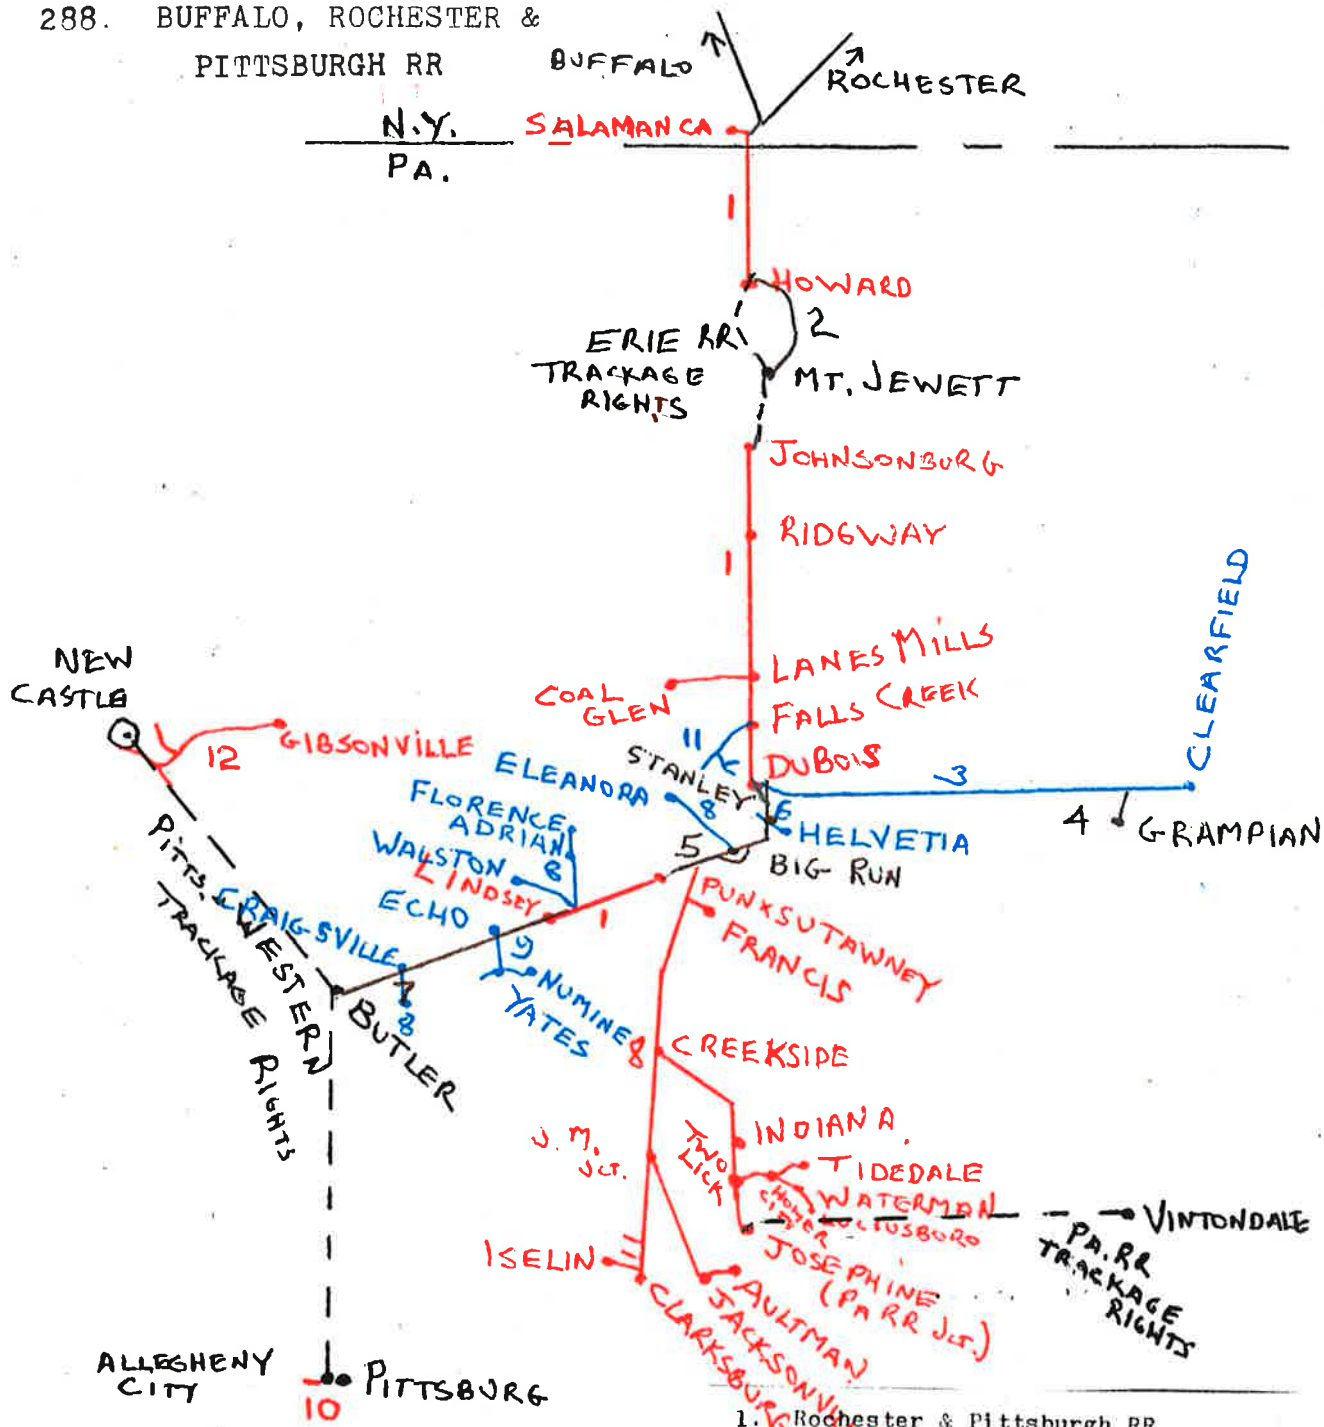 288. BUFFALO, ROCHESTER &
PITTSBURGH RR
BUFFALO
ROCHESTER
N.Y.
SALAMANCA
PA.
1
HOWARD
2
ERIE RR
TRACKAGE
RIGHTS
MT. JEWETT
JOHNSONBURG
RIDGWAY
1
LANES MILLS
COAL
GLEN
FALLS CREEK
CLEARFIELD
NEW
CASTLE
12
GIBSONVILLE
11
STANLEY
DUBOIS
3
ELEANORA
8
6
HELVETIA
4
GRAMPIAN
FLORENCE
ADRIAN
8
WALSTON
LINDSEY
5
BIG RUN
1
PUNXSUTAWNEY
FRANCIS
ECHO
9
NUMINE
YATES
CRAIGSVILLE
7
8
PITTS. WESTERN
TRACKAGE RIGHTS
BUTLER
8
CREEKSIDE
INDIANA
J.M.
JCT.
TWO
LICK
TIDEDALE
WATERMAN
HOMER
VINTONDALE
PA. RR
TRACKAGE
RIGHTS
JOSEPHINE
(PA RR JCT.)
ISELIN
AULTMAN
CLARKSBURG
ALLEGHENY
CITY
PITTSBURG
10
1. Rochester & Pittsburgh RR